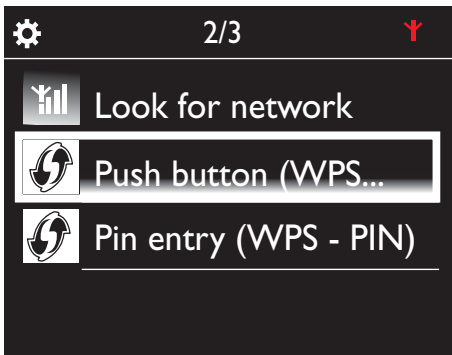 2/3
Look for network
Push button (WPS...
Pin entry (WPS - PIN)